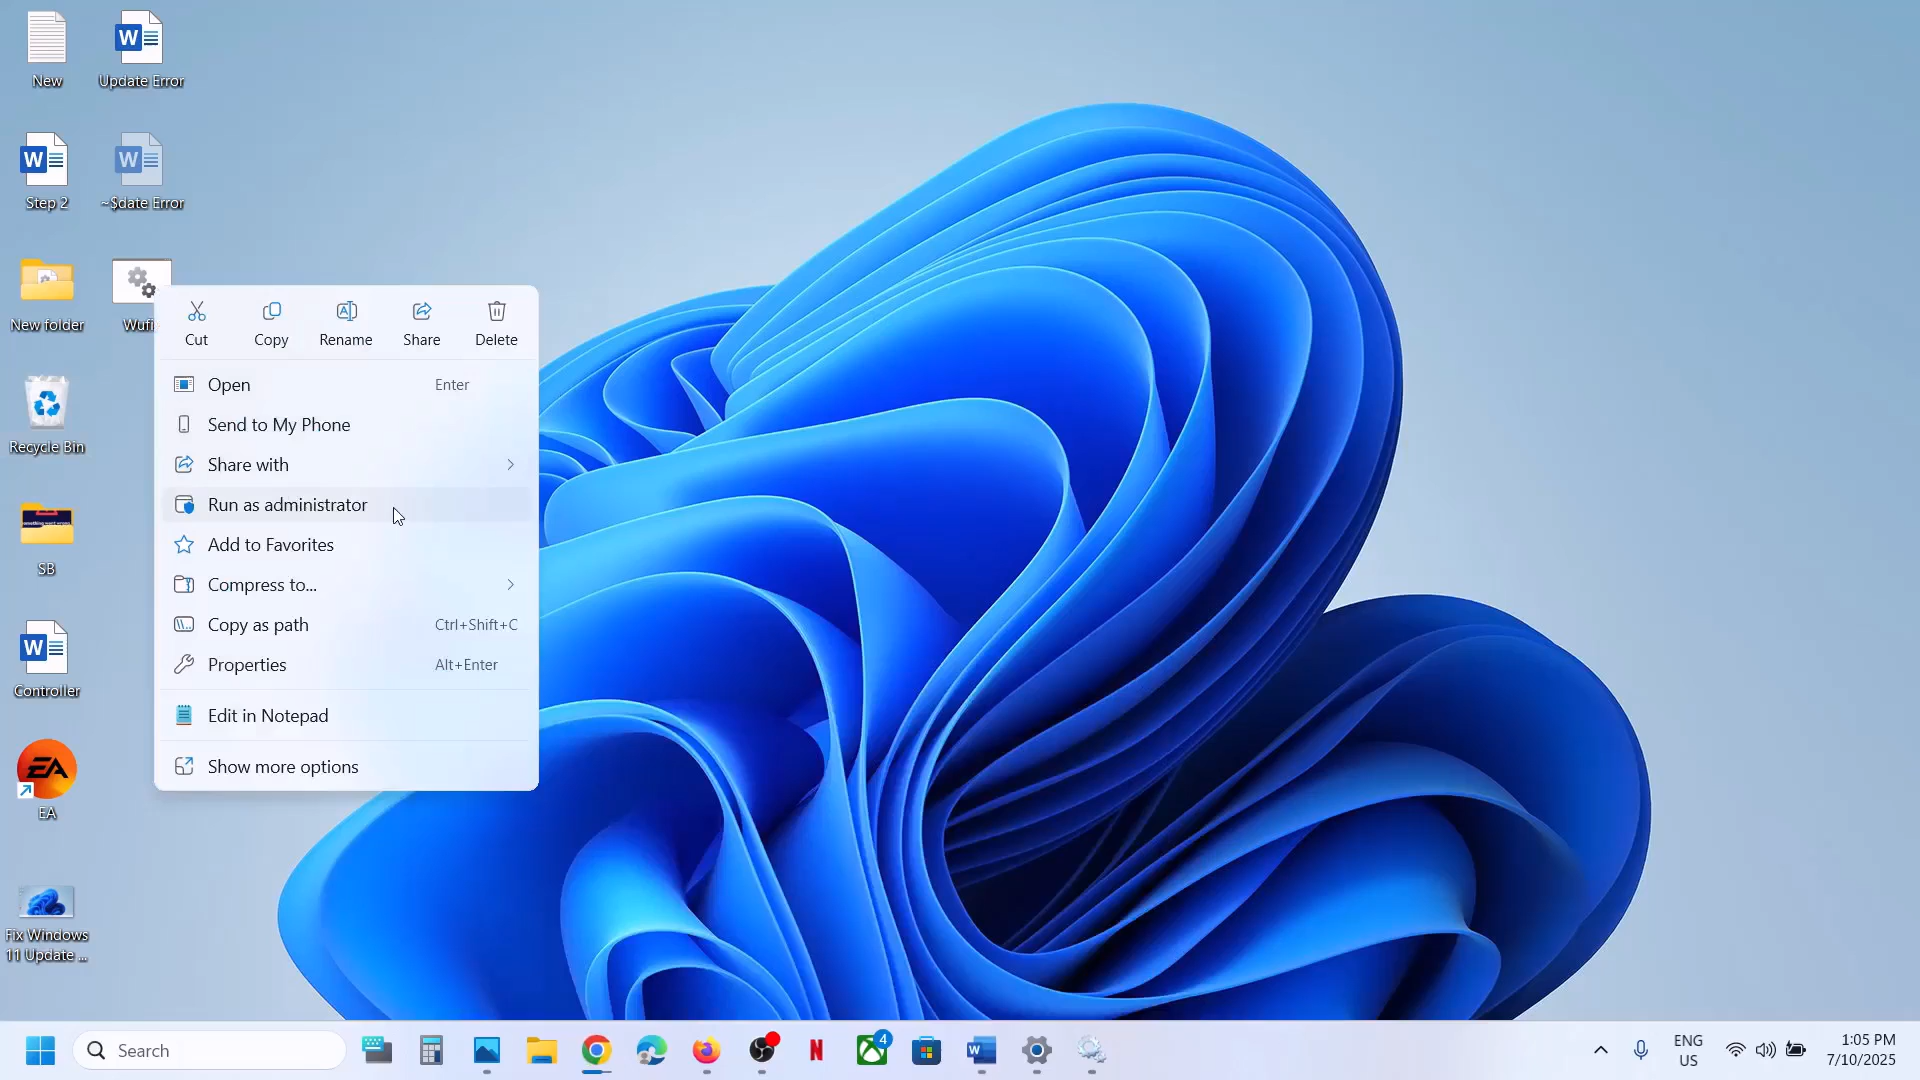 New
Update Error
Step 2
~$date Error
New folder
Wufi
Recycle Bin
SB
Controller
EA
EA
Fix Windows
11 Update ...
Cut
Copy
Rename
Share
Delete
Open Enter
Send to My Phone
Share with
Run as administrator
Add to Favorites
Compress to...
Copy as path Ctrl+Shift+C
Properties Alt+Enter
Edit in Notepad
Show more options
Search
4
ENG
US
1:05 PM
7/10/2025